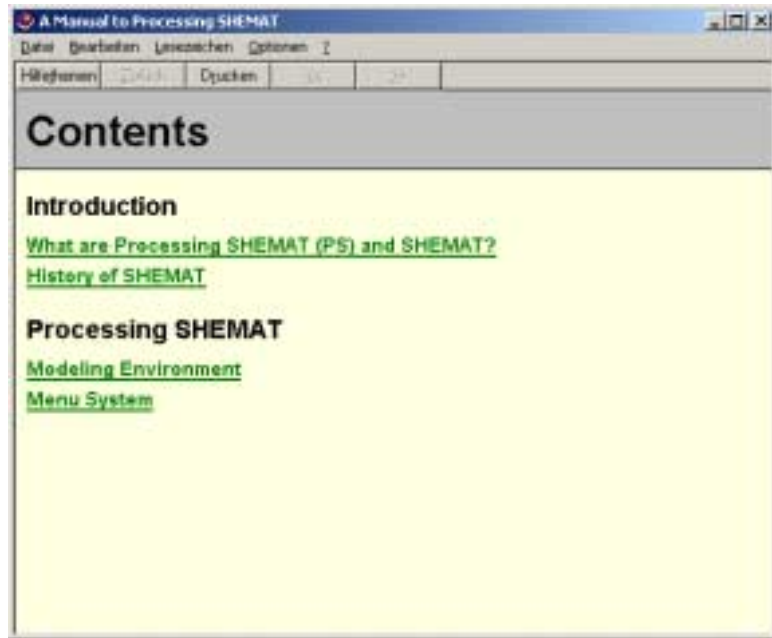 A Manual to Processing SHEMAT
Datei Bearbeiten Lesezeichen Optionen ?
Hilfethemen Zurück Drucken << >>
Contents
Introduction
What are Processing SHEMAT (PS) and SHEMAT?
History of SHEMAT
Processing SHEMAT
Modeling Environment
Menu System